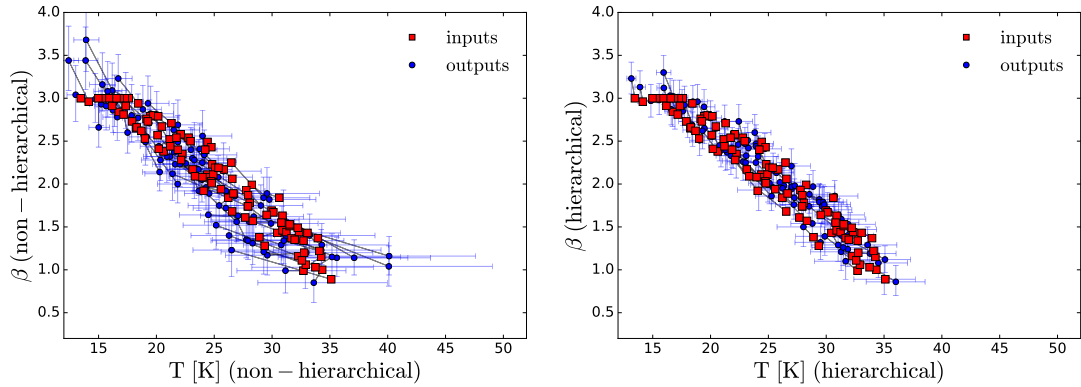 4.0
3.5
3.0
2.5
2.0
1.5
1.0
0.5
β (non − hierarchical)
inputs
outputs
15 20 25 30 35 40 45 50
T [K] (non − hierarchical)
4.0
3.5
3.0
2.5
2.0
1.5
1.0
0.5
β (hierarchical)
inputs
outputs
15 20 25 30 35 40 45 50
T [K] (hierarchical)